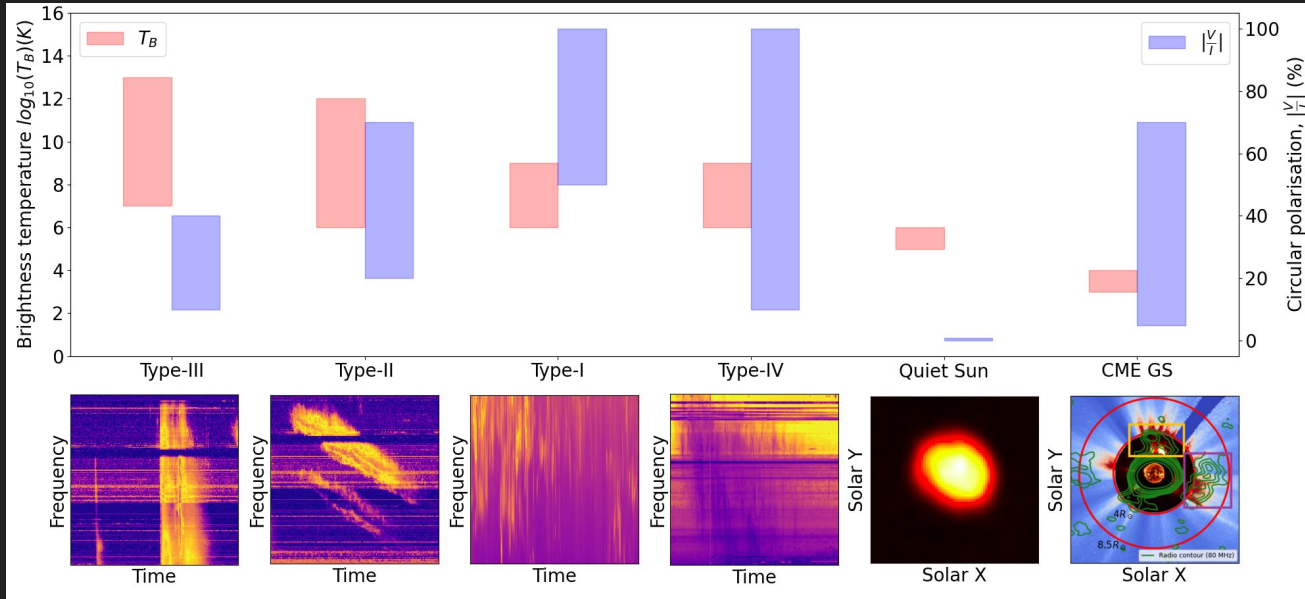 16
14
12
10
8
6
4
2
0
Brightness temperature log₁₀(T_B)(K)
T_B
|V/I|
100
80
60
40
20
0
Circular polarisation, |V/I| (%)
Type-III
Type-II
Type-I
Type-IV
Quiet Sun
CME GS
Frequency
Time
Frequency
Time
Frequency
Time
Frequency
Time
Solar Y
Solar X
Solar Y
4R⊙
8.5R⊙
Radio contour (80 MHz)
Solar X